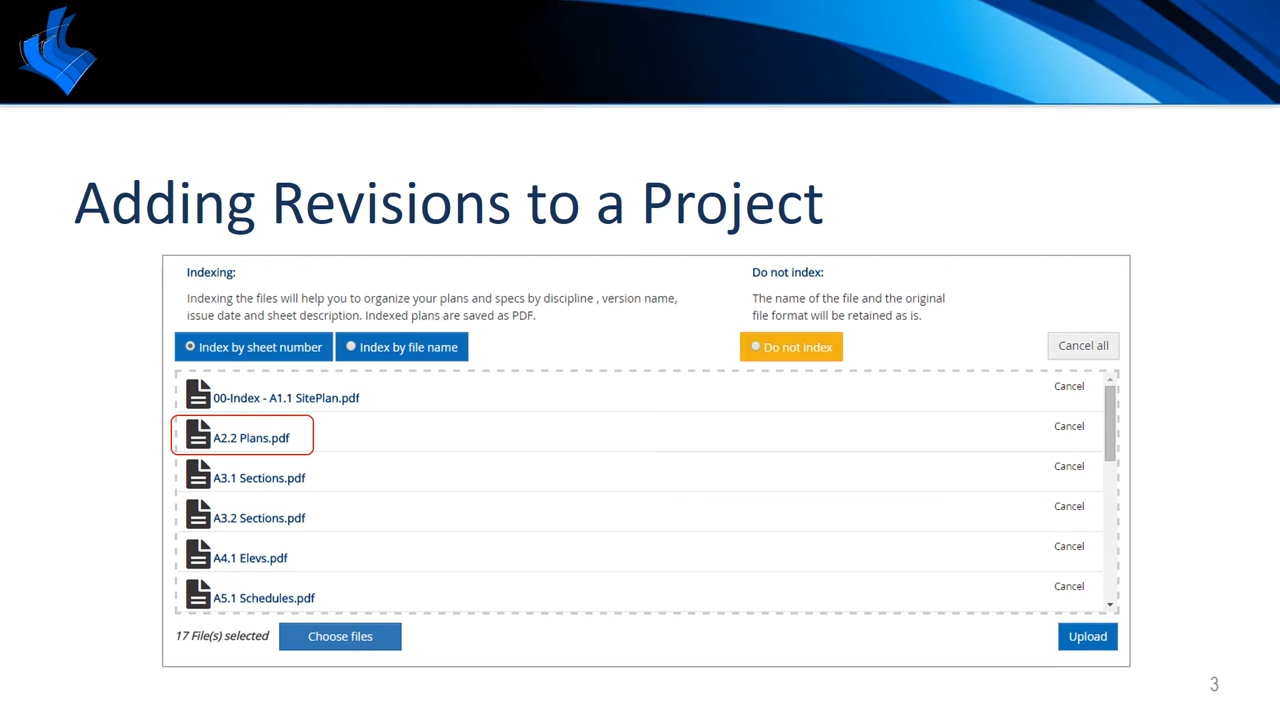 Adding Revisions to a Project
Indexing:
Indexing the files will help you to organize your plans and specs by discipline , version name,
issue date and sheet description. Indexed plans are saved as PDF.
Do not index:
The name of the file and the original
file format will be retained as is.
Index by sheet number
Index by file name
Do not index
Cancel all
00-Index - A1.1 SitePlan.pdf
Cancel
A2.2 Plans.pdf
Cancel
A3.1 Sections.pdf
Cancel
A3.2 Sections.pdf
Cancel
A4.1 Elevs.pdf
Cancel
A5.1 Schedules.pdf
Cancel
17 File(s) selected
Choose files
Upload
3